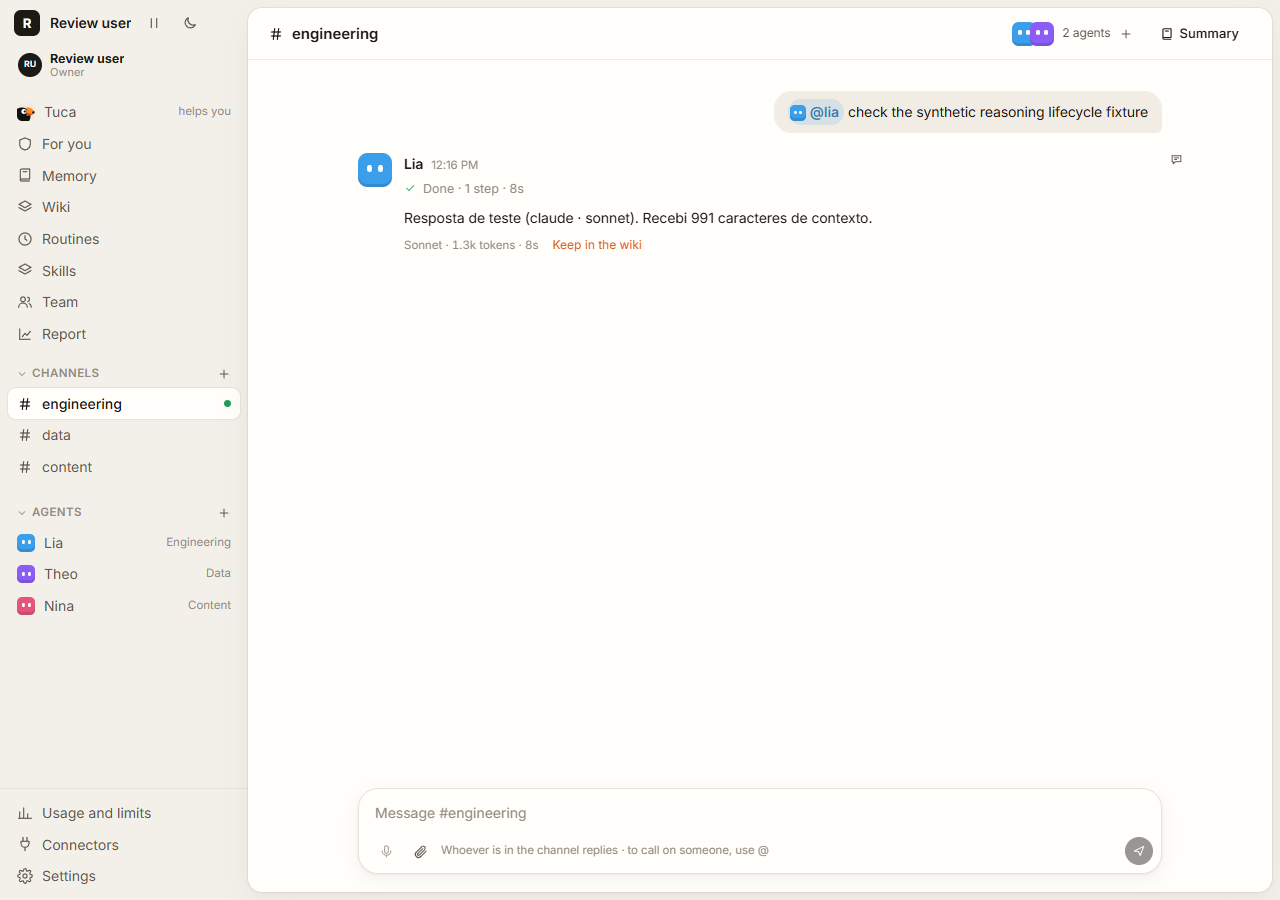 R Review user
RU Review user
Owner
Tuca helps you
For you
Memory
Wiki
Routines
Skills
Team
Report
CHANNELS
# engineering
# data
# content
AGENTS
Lia Engineering
Theo Data
Nina Content
Usage and limits
Connectors
Settings
# engineering
2 agents + Summary
@lia check the synthetic reasoning lifecycle fixture
Lia 12:16 PM
Done · 1 step · 8s
Resposta de teste (claude · sonnet). Recebi 991 caracteres de contexto.
Sonnet · 1.3k tokens · 8s Keep in the wiki
Message #engineering
Whoever is in the channel replies · to call on someone, use @